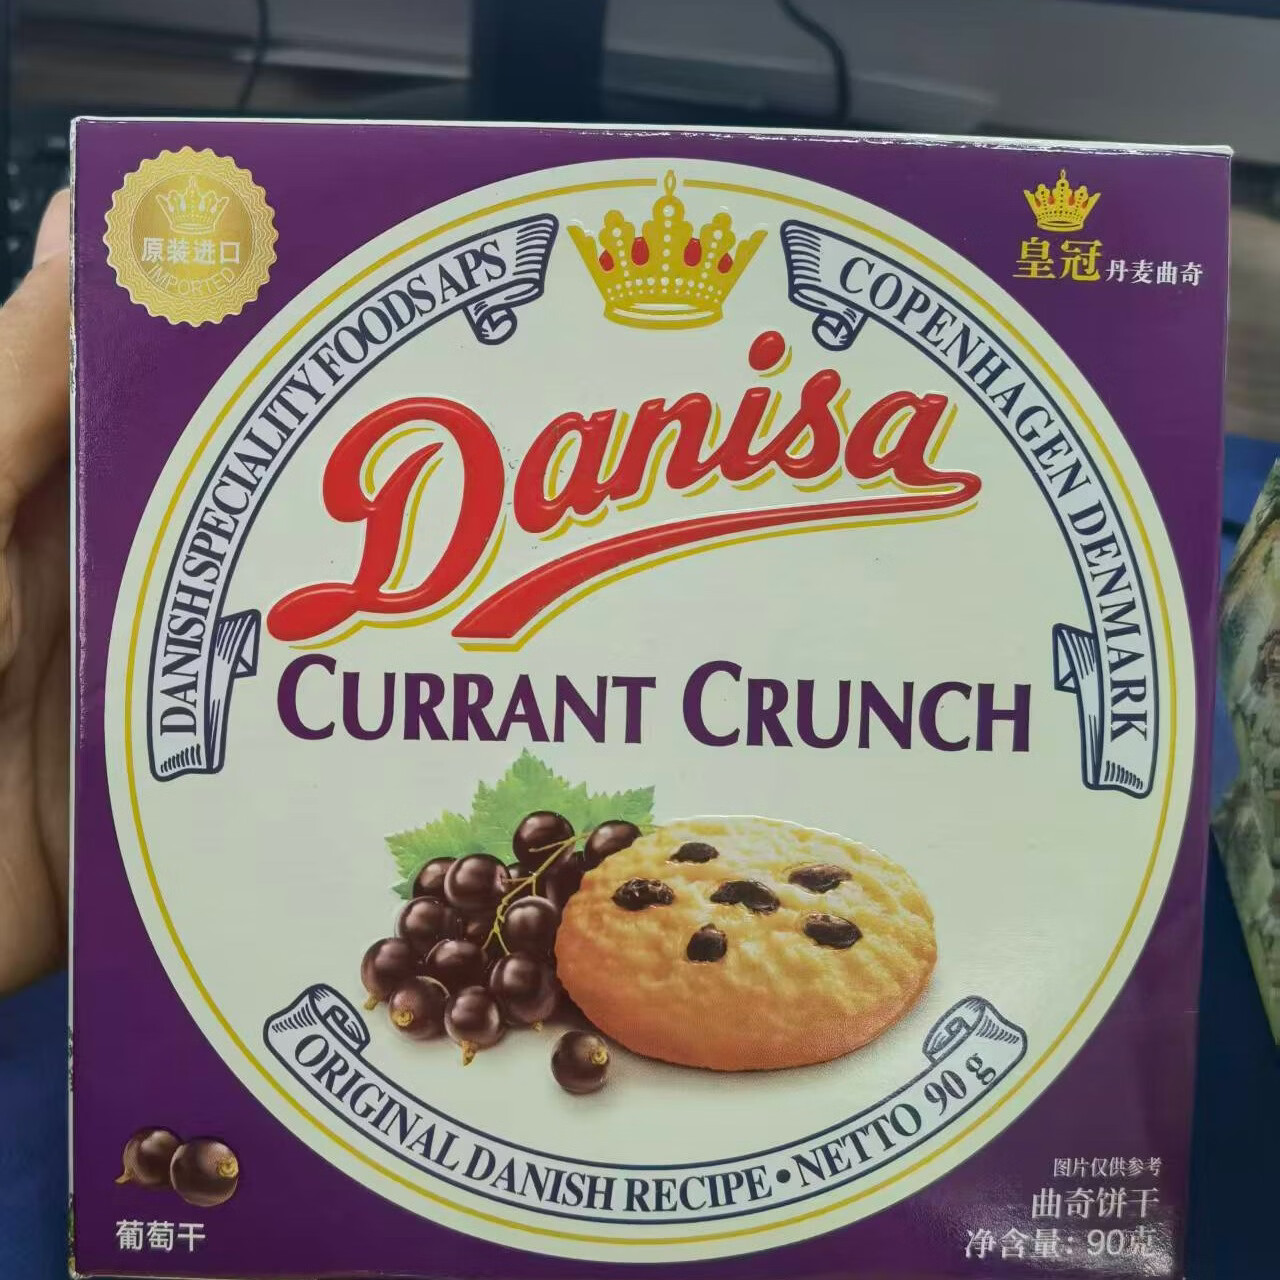 原装进口
IMPORTED
皇冠丹麦曲奇
DANISH SPECIALITY FOODS APS
COPENHAGEN DENMARK
Danisa
CURRANT CRUNCH
ORIGINAL DANISH RECIPE • NETTO 90 g
葡萄干
图片仅供参考
曲奇饼干
净含量: 90克